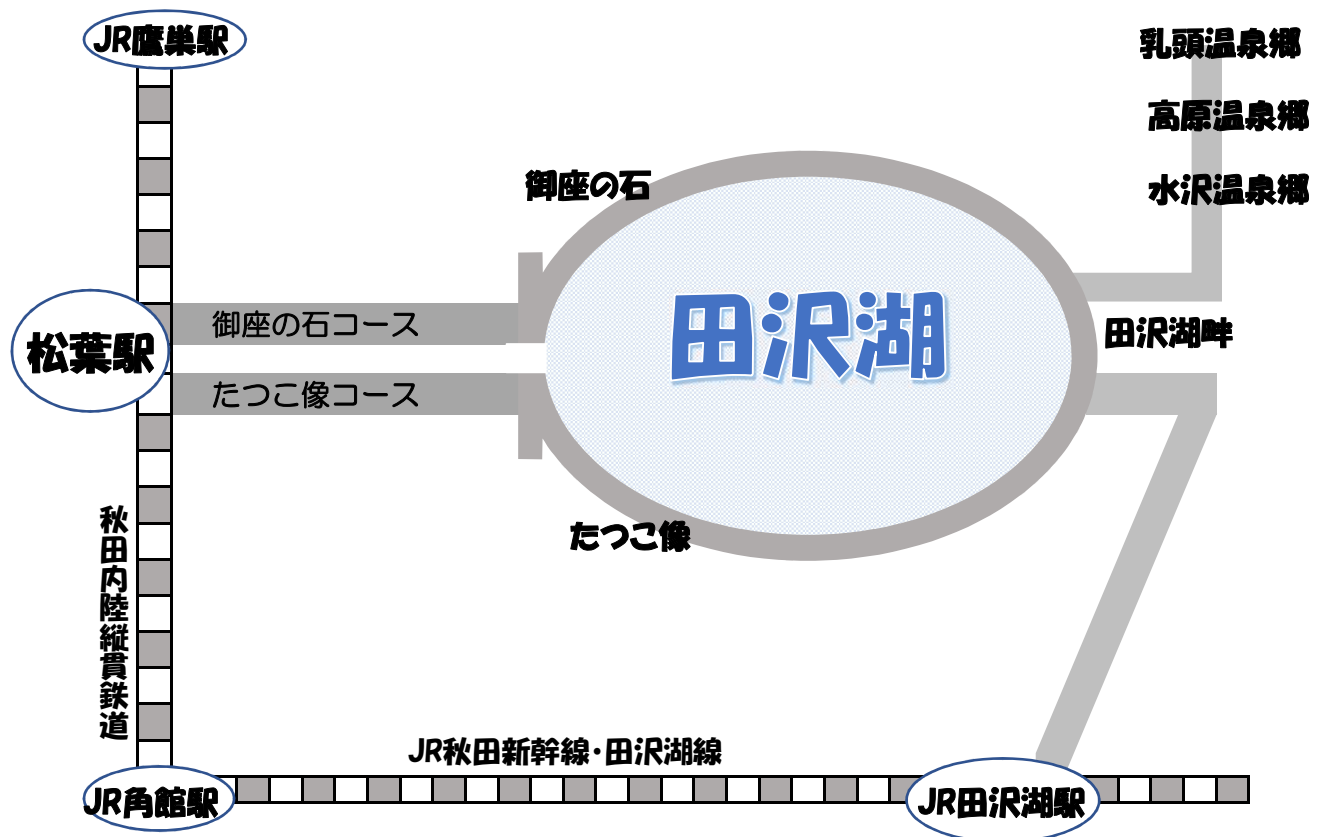 JR鷹巣駅
乳頭温泉郷
高原温泉郷
水沢温泉郷
御座の石
田沢湖
御座の石コース
田沢湖畔
松葉駅
たつこ像コース
秋田内陸縦貫鉄道
たつこ像
JR秋田新幹線・田沢湖線
JR角館駅
JR田沢湖駅